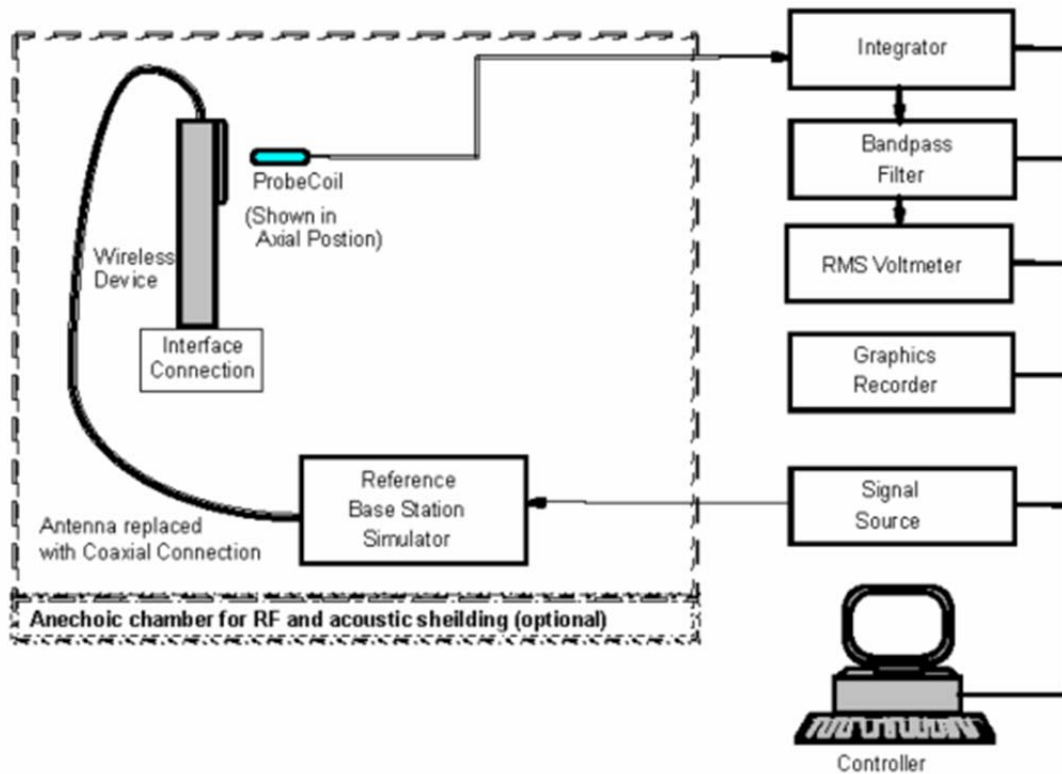 Integrator
Bandpass
Filter
RMS Voltmeter
Graphics
Recorder
Signal
Source
Controller
ProbeCoil
(Shown in
Axial Postion)
Wireless
Device
Interface
Connection
Reference
Base Station
Simulator
Antenna replaced
with Coaxial Connection
Anechoic chamber for RF and acoustic sheilding (optional)